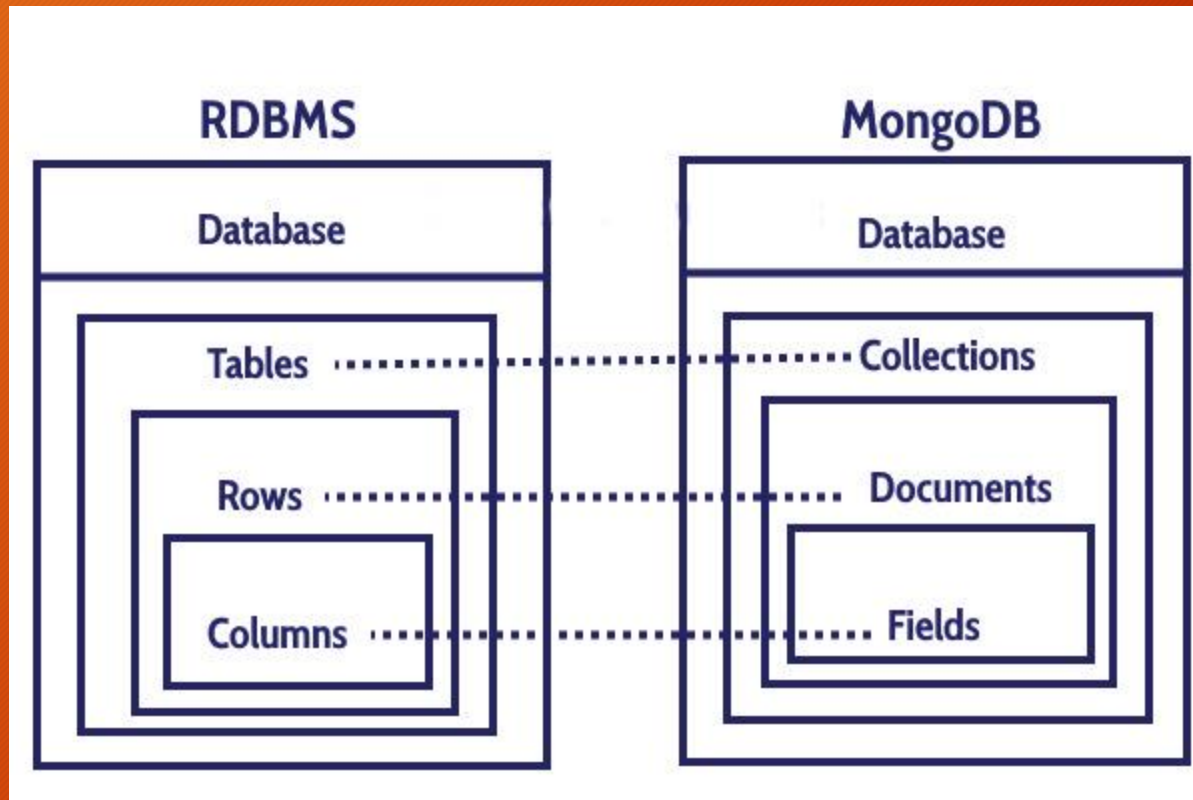 RDBMS
Database
Tables
Rows
Columns
MongoDB
Database
Collections
Documents
Fields